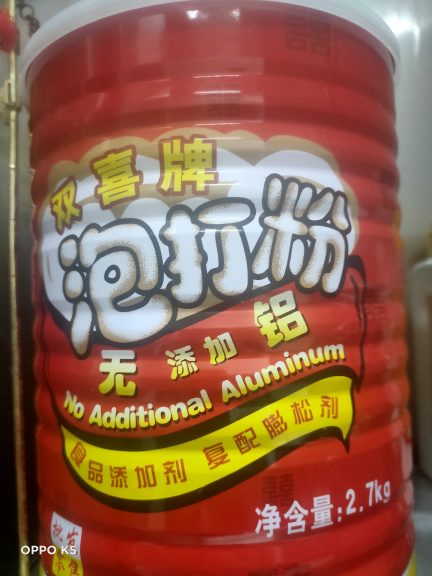 双喜牌
泡打粉
无添加铝
No Additional Aluminum
食品添加剂 复配膨松剂
净含量:2.7kg
OPPO K5